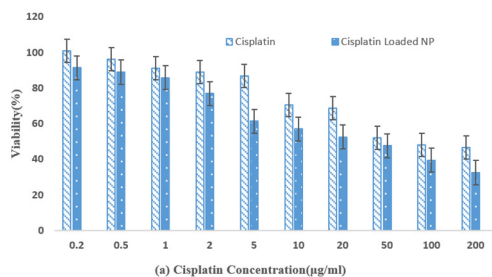 120
Cisplatin
Cisplatin Loaded NP
100
80
60
40
20
0
Viability(%)
0.2 0.5 1 2 5 10 20 50 100 200
(a) Cisplatin Concentration(µg/ml)